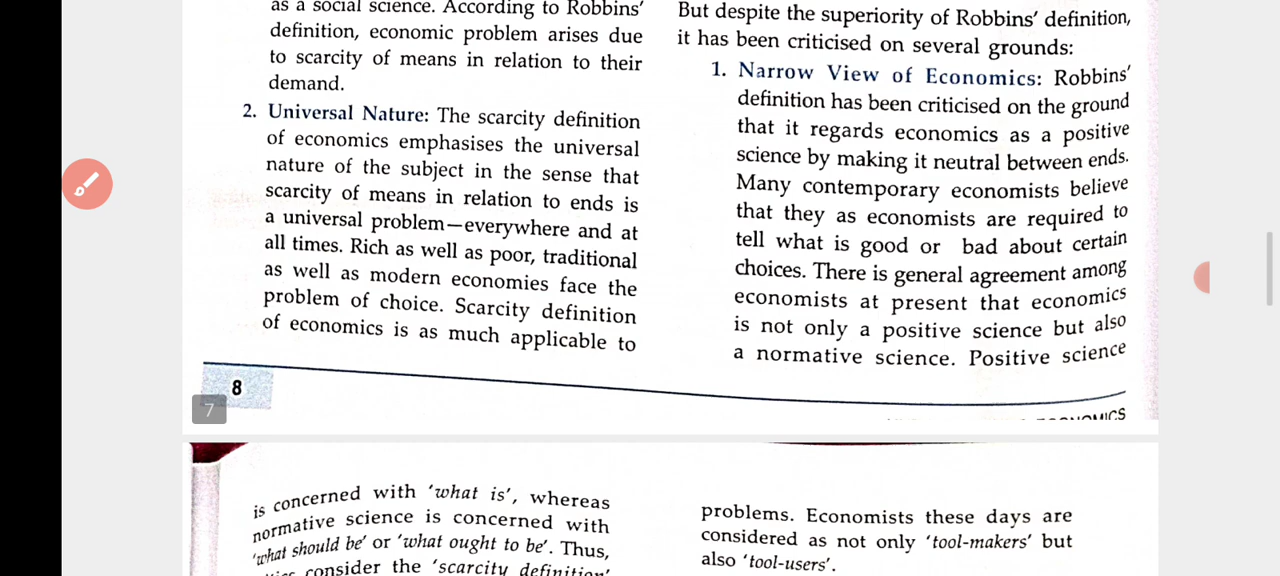 as a social science. According to Robbins'
definition, economic problem arises due
to scarcity of means in relation to their
demand.
2. Universal Nature: The scarcity definition
of economics emphasises the universal
nature of the subject in the sense that
scarcity of means in relation to ends is
a universal problem—everywhere and at
all times. Rich as well as poor, traditional
as well as modern economies face the
problem of choice. Scarcity definition
of economics is as much applicable to
But despite the superiority of Robbins' definition,
it has been criticised on several grounds:
1. Narrow View of Economics: Robbins'
definition has been criticised on the ground
that it regards economics as a positive
science by making it neutral between ends.
Many contemporary economists believe
that they as economists are required to
tell what is good or bad about certain
choices. There is general agreement among
economists at present that economics
is not only a positive science but also
a normative science. Positive science
8
7
is concerned with 'what is', whereas
normative science is concerned with
'what should be' or 'what ought to be'. Thus,
consider the 'scarcity definition'
problems. Economists these days are
considered as not only 'tool-makers' but
also 'tool-users'.